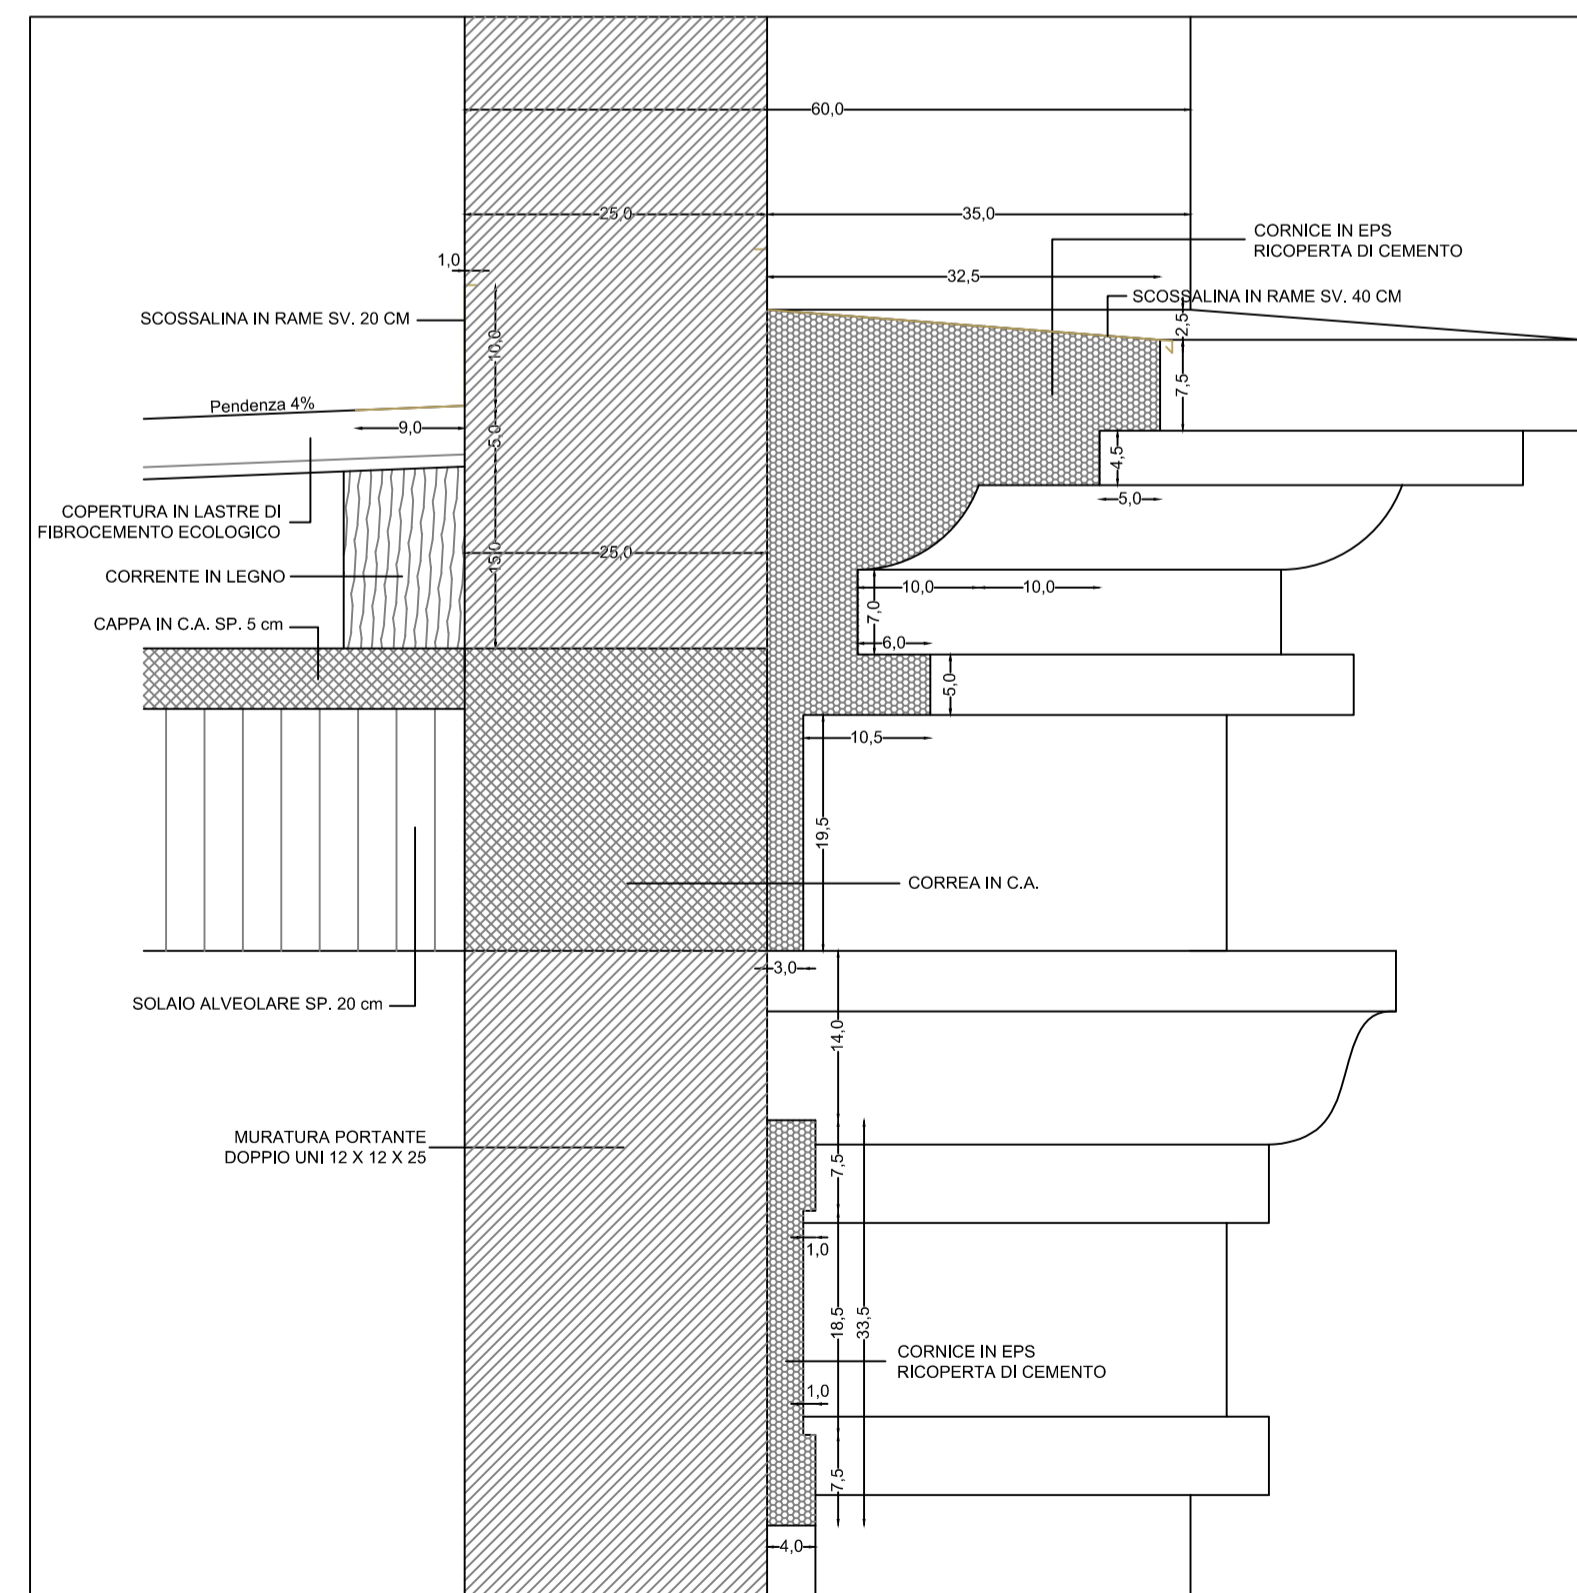 60,0
25,0
35,0
CORNICE IN EPS
RICOPERTA DI CEMENTO
1,0
32,5
SCOSSALINA IN RAME SV. 40 CM
SCOSSALINA IN RAME SV. 20 CM
2,5
10,0
7,5
Pendenza 4%
9,0
5,0
4,5
5,0
COPERTURA IN LASTRE DI
FIBROCEMENTO ECOLOGICO
25,0
15,0
CORRENTE IN LEGNO
10,0
10,0
7,0
CAPPA IN C.A. SP. 5 cm
6,0
5,0
10,5
19,5
CORREA IN C.A.
3,0
SOLAIO ALVEOLARE SP. 20 cm
14,0
MURATURA PORTANTE
DOPPIO UNI 12 X 12 X 25
7,5
1,0
18,5
33,5
CORNICE IN EPS
RICOPERTA DI CEMENTO
1,0
7,5
4,0